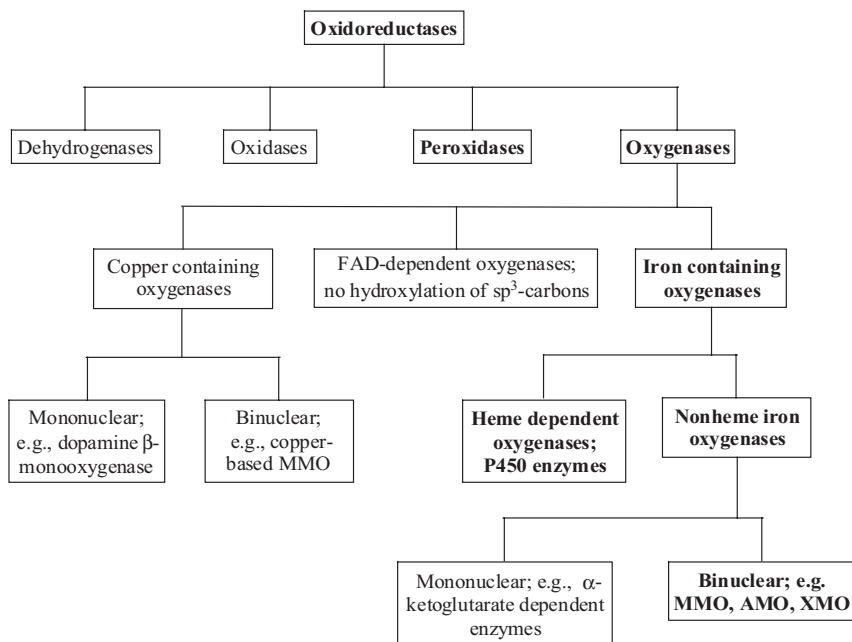 Oxidoreductases
Dehydrogenases
Oxidases
Peroxidases
Oxygenases
Copper containing
oxygenases
FAD-dependent oxygenases;
no hydroxylation of sp³-carbons
Iron containing
oxygenases
Mononuclear;
e.g., dopamine β-
monooxygenase
Binuclear;
e.g., copper-
based MMO
Heme dependent
oxygenases;
P450 enzymes
Nonheme iron
oxygenases
Mononuclear; e.g., α-
ketoglutarate dependent
enzymes
Binuclear; e.g.
MMO, AMO, XMO